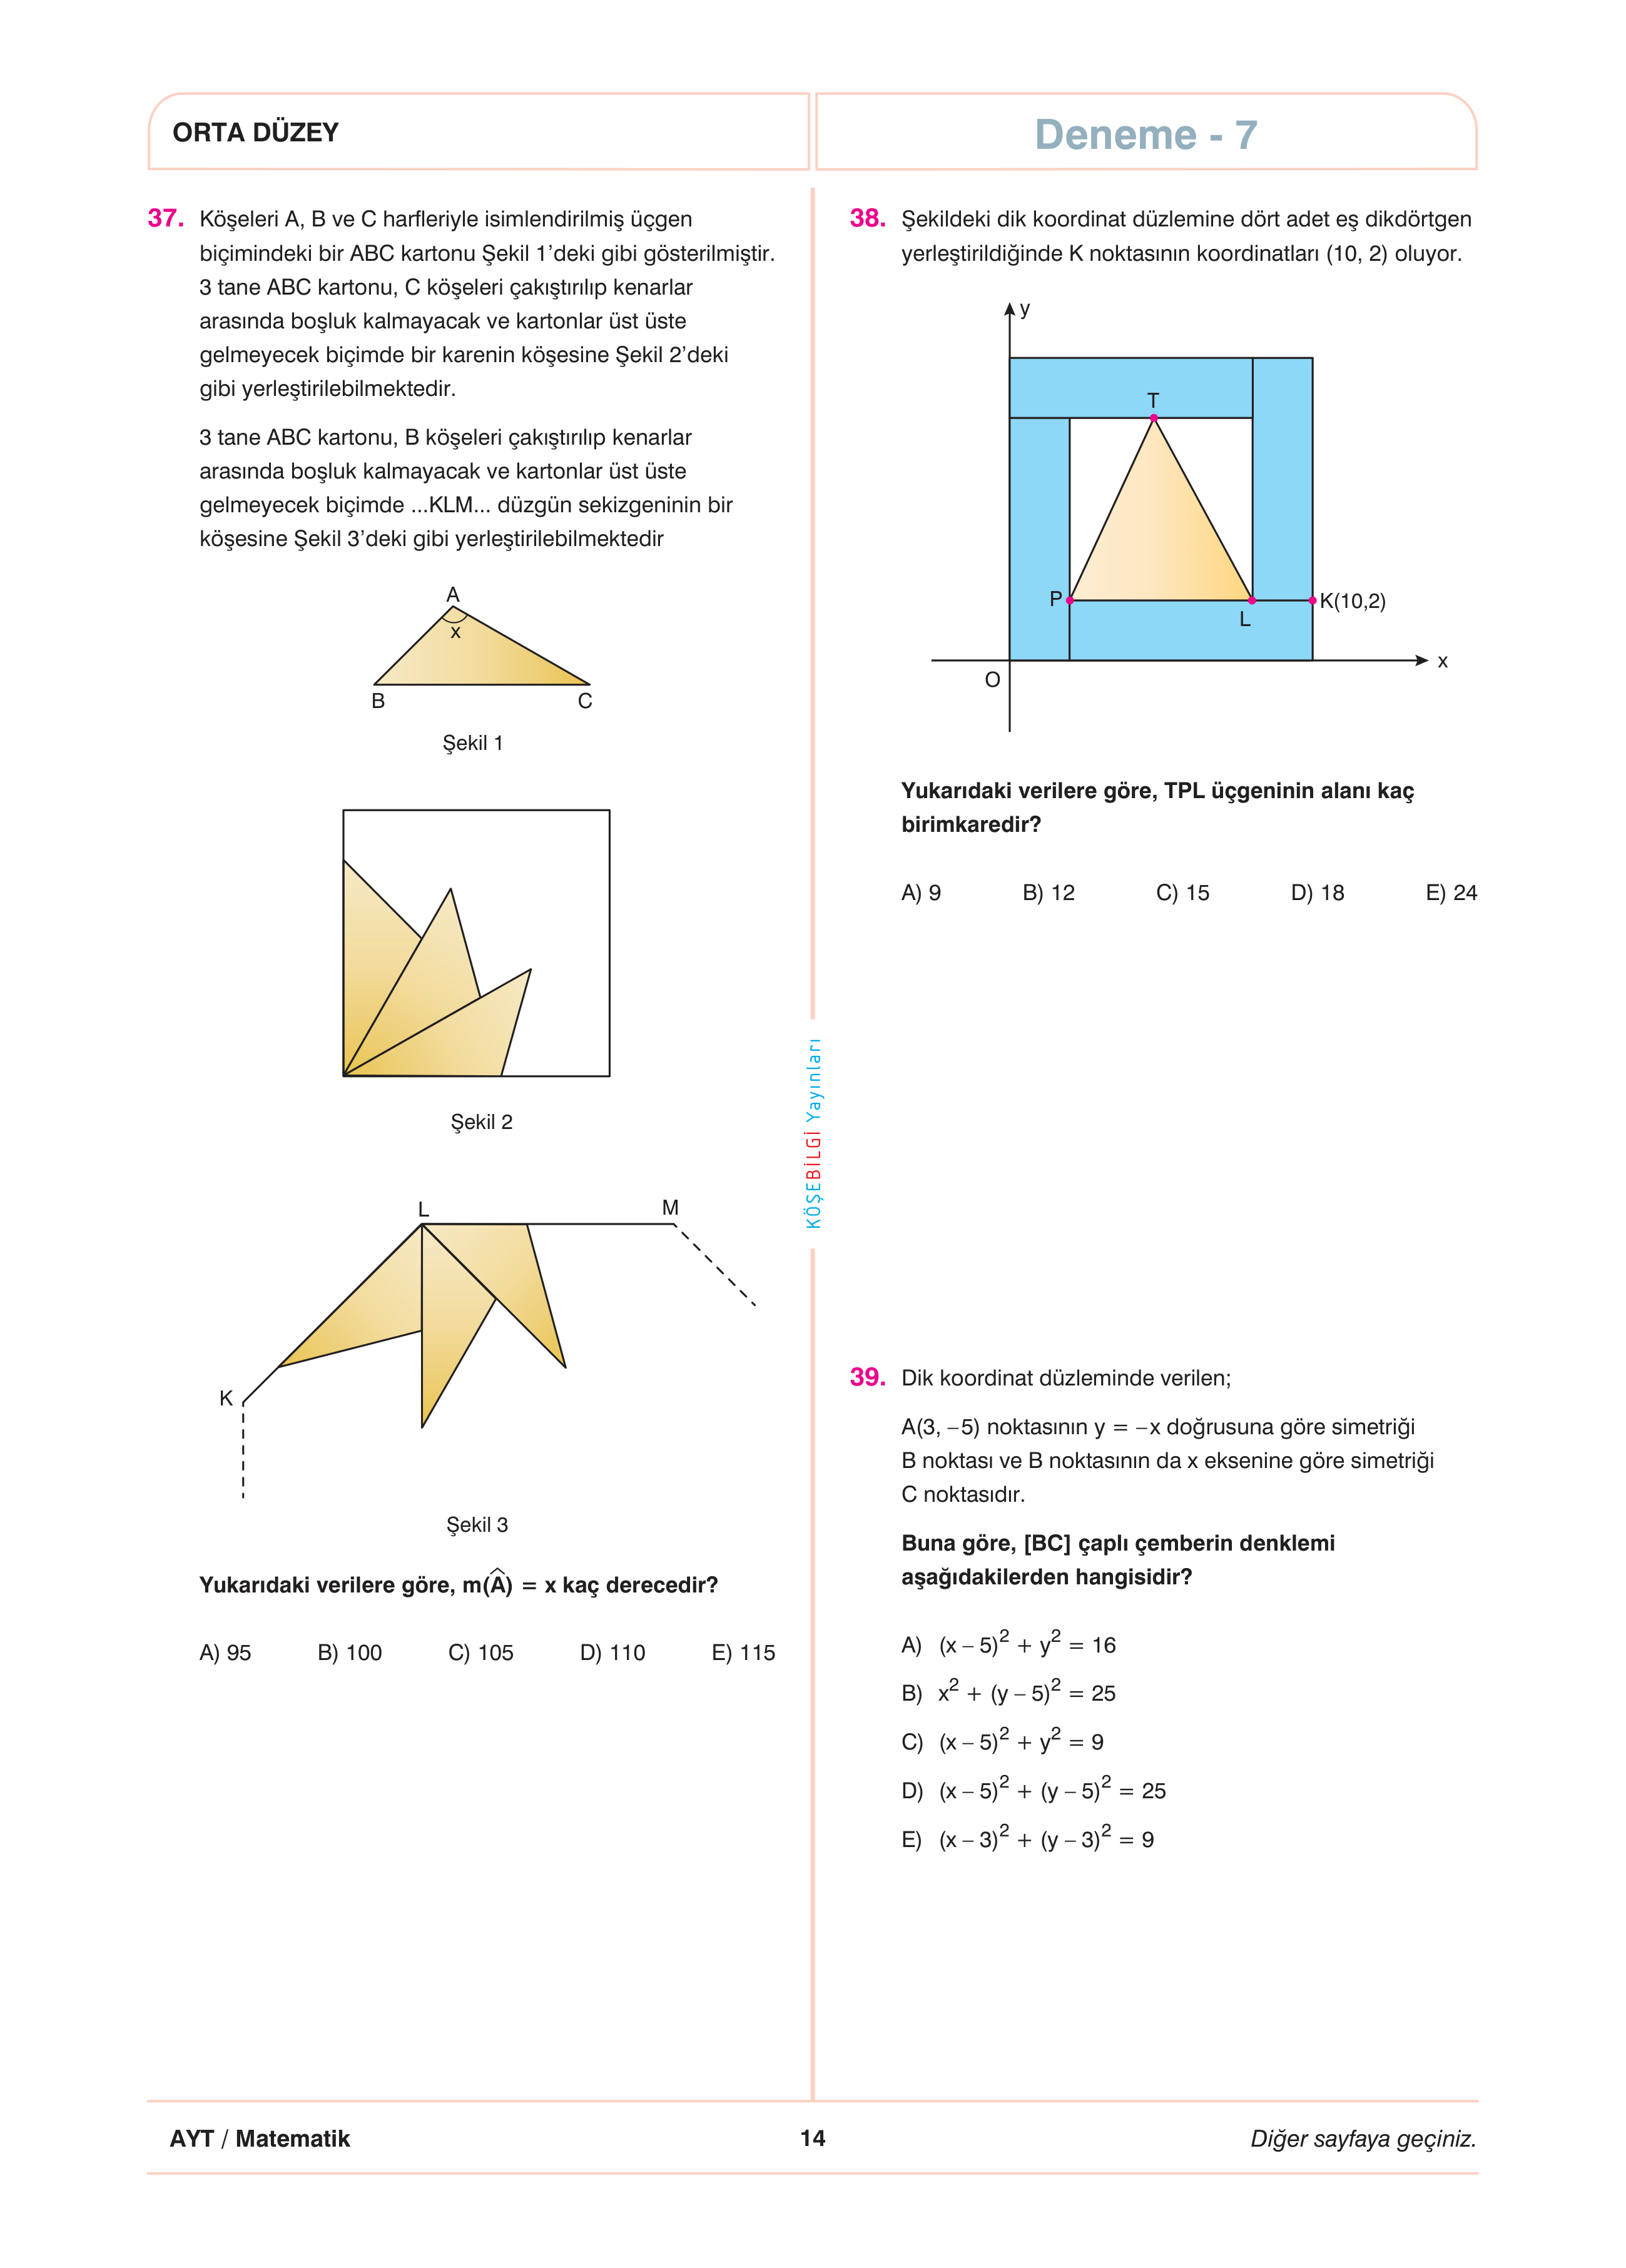 ORTA DÜZEY
Deneme - 7
37. Köşeleri A, B ve C harfleriyle isimlendirilmiş üçgen
biçimindeki bir ABC kartonu Şekil 1’deki gibi gösterilmiştir.
3 tane ABC kartonu, C köşeleri çakıştırılıp kenarlar
arasında boşluk kalmayacak ve kartonlar üst üste
gelmeyecek biçimde bir karenin köşesine Şekil 2’deki
gibi yerleştirilebilmektedir.
3 tane ABC kartonu, B köşeleri çakıştırılıp kenarlar
arasında boşluk kalmayacak ve kartonlar üst üste
gelmeyecek biçimde ...KLM... düzgün sekizgeninin bir
köşesine Şekil 3’deki gibi yerleştirilebilmektedir
A
x
B C
Şekil 1
Şekil 2
L M
K
Şekil 3
Yukarıdaki verilere göre, m(Â) = x kaç derecedir?
A) 95 B) 100 C) 105 D) 110 E) 115
KÖŞEBİLGİ Yayınları
38. Şekildeki dik koordinat düzlemine dört adet eş dikdörtgen
yerleştirildiğinde K noktasının koordinatları (10, 2) oluyor.
y
T
P K(10,2)
L
x
O
Yukarıdaki verilere göre, TPL üçgeninin alanı kaç
birimkaredir?
A) 9 B) 12 C) 15 D) 18 E) 24
39. Dik koordinat düzleminde verilen;
A(3, –5) noktasının y = –x doğrusuna göre simetriği
B noktası ve B noktasının da x eksenine göre simetriği
C noktasıdır.
Buna göre, [BC] çaplı çemberin denklemi
aşağıdakilerden hangisidir?
A) (x – 5)² + y² = 16
B) x² + (y – 5)² = 25
C) (x – 5)² + y² = 9
D) (x – 5)² + (y – 5)² = 25
E) (x – 3)² + (y – 3)² = 9
AYT / Matematik
14
Diğer sayfaya geçiniz.